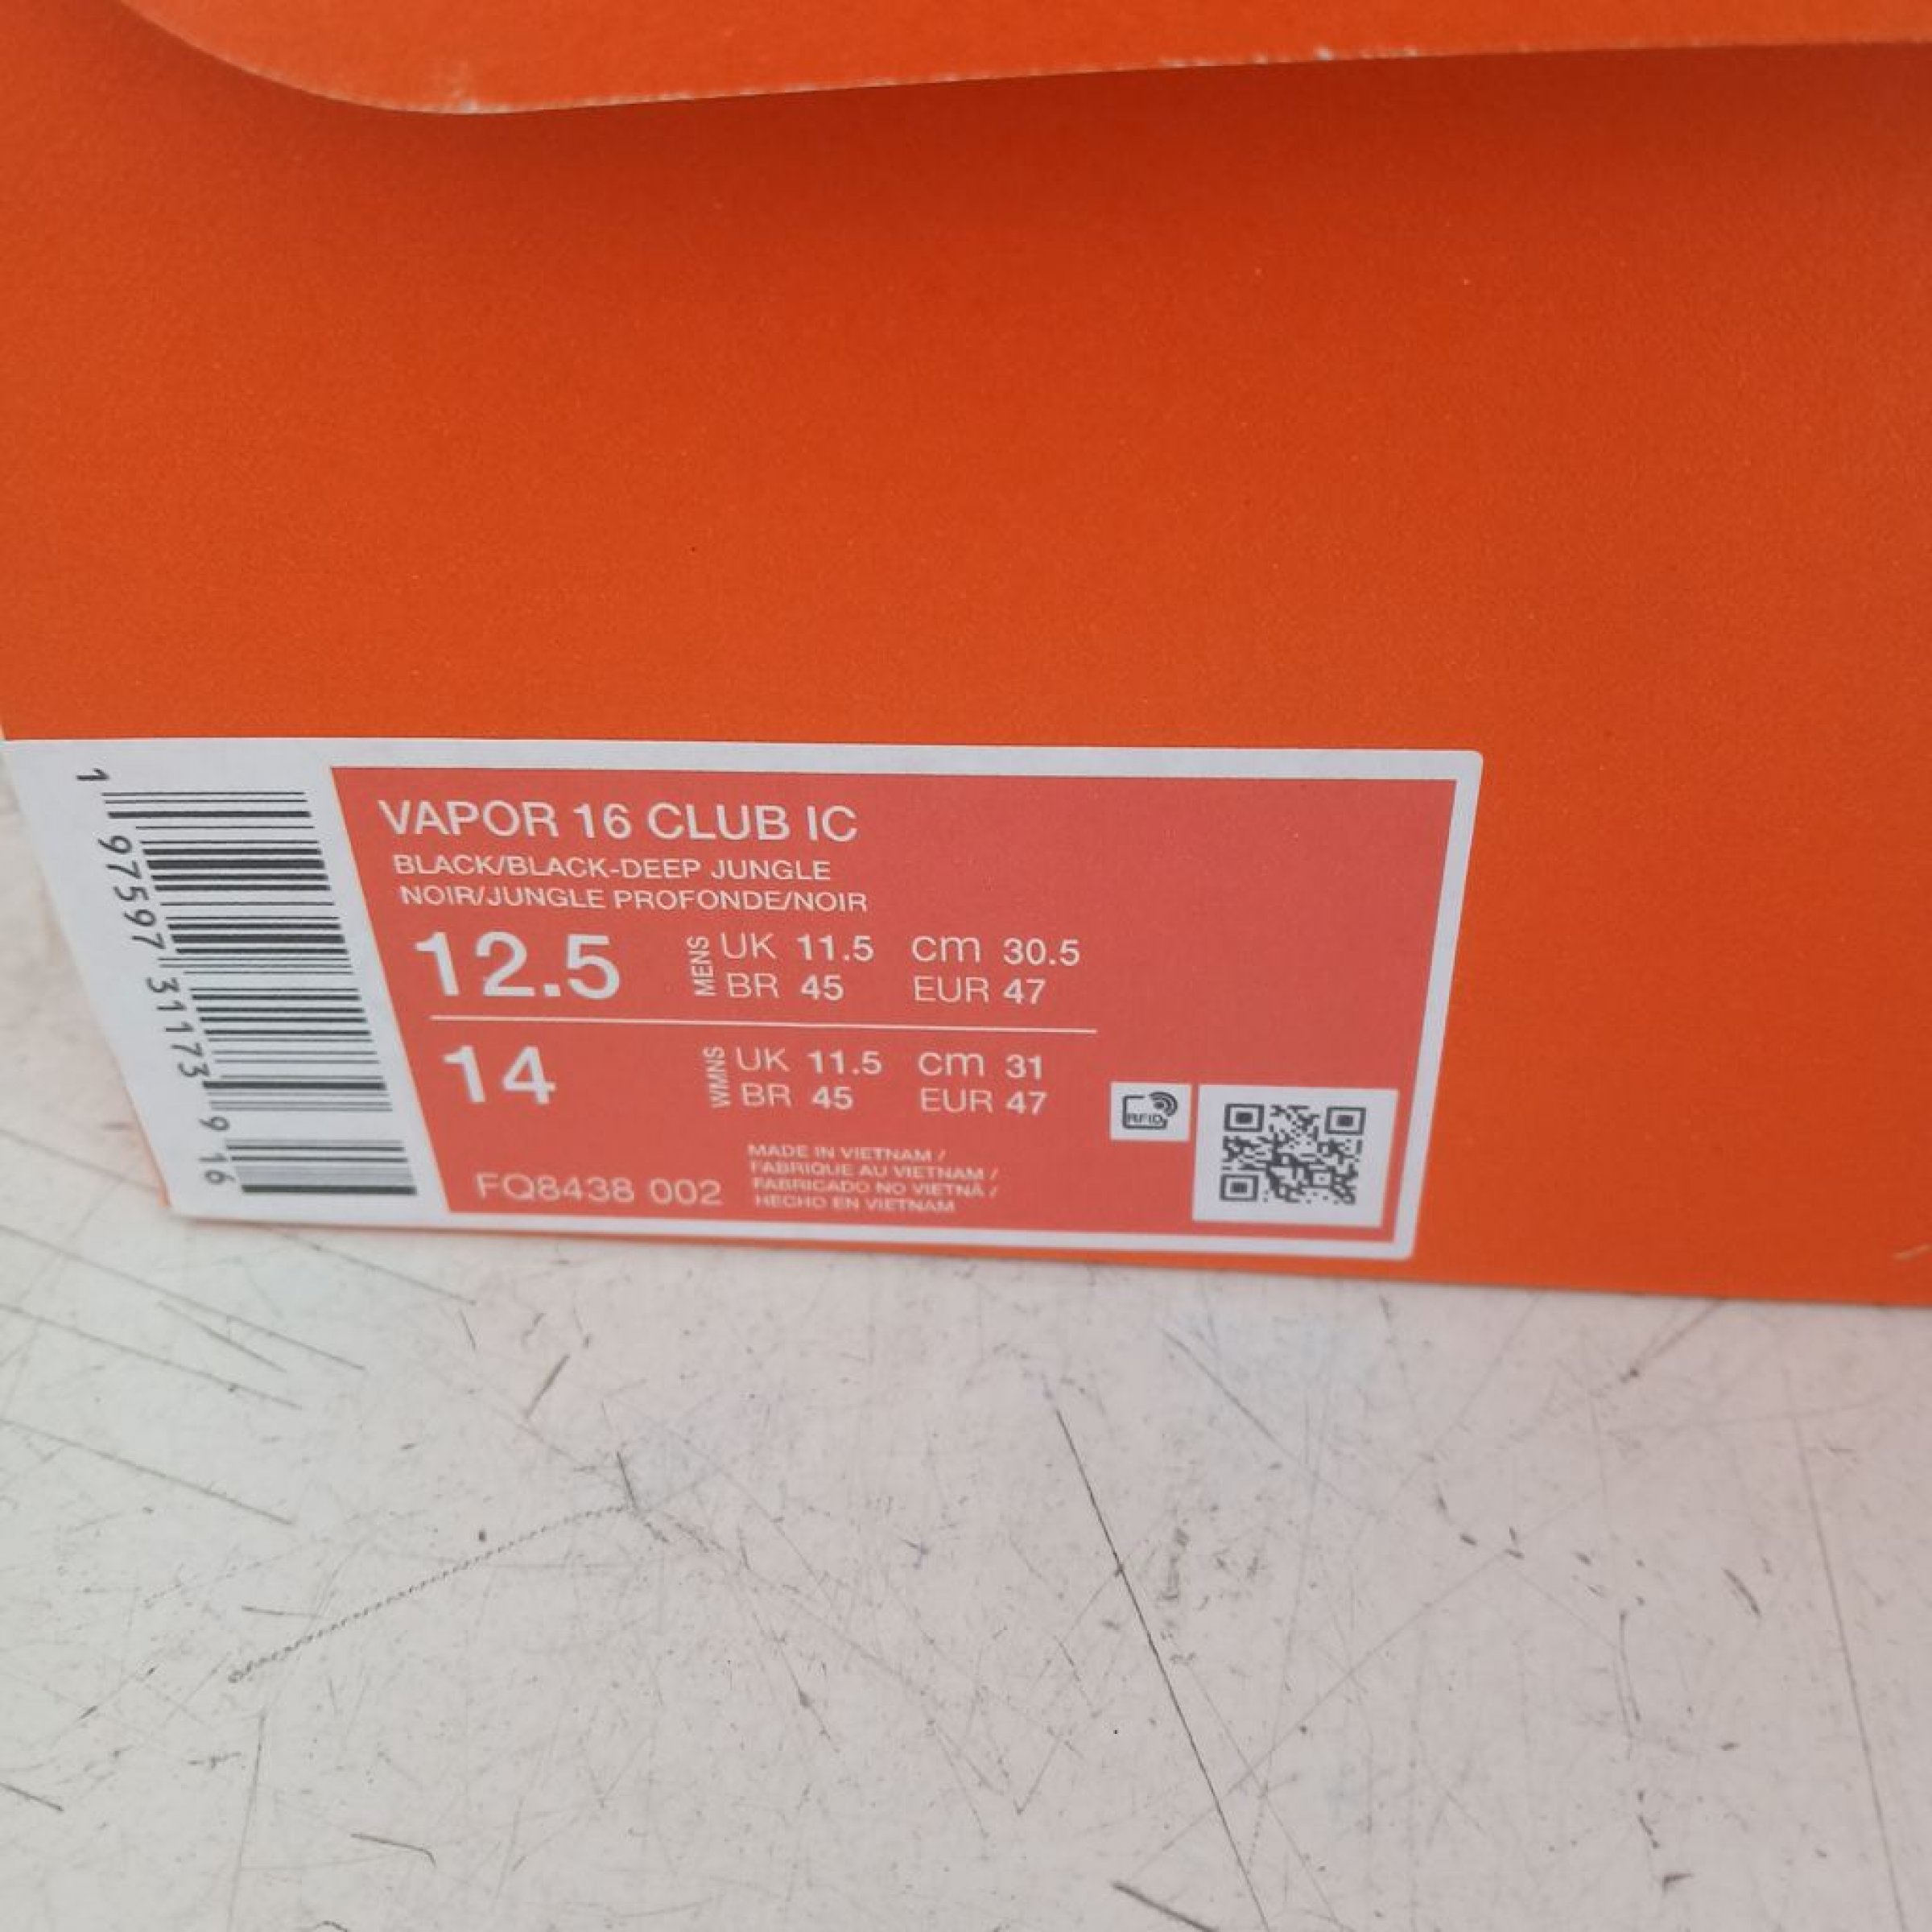 VAPOR 16 CLUB IC
BLACK/BLACK-DEEP JUNGLE
NOIR/JUNGLE PROFONDE/NOIR
12.5 MENS UK 11.5 cm 30.5
BR 45 EUR 47
14 WMNS UK 11.5 cm 31
BR 45 EUR 47
FQ8438 002
MADE IN VIETNAM /
FABRIQUE AU VIETNAM /
FABRICADO NO VIETNÃ /
HECHO EN VIETNAM
RFID
1 97597 31173 9 16